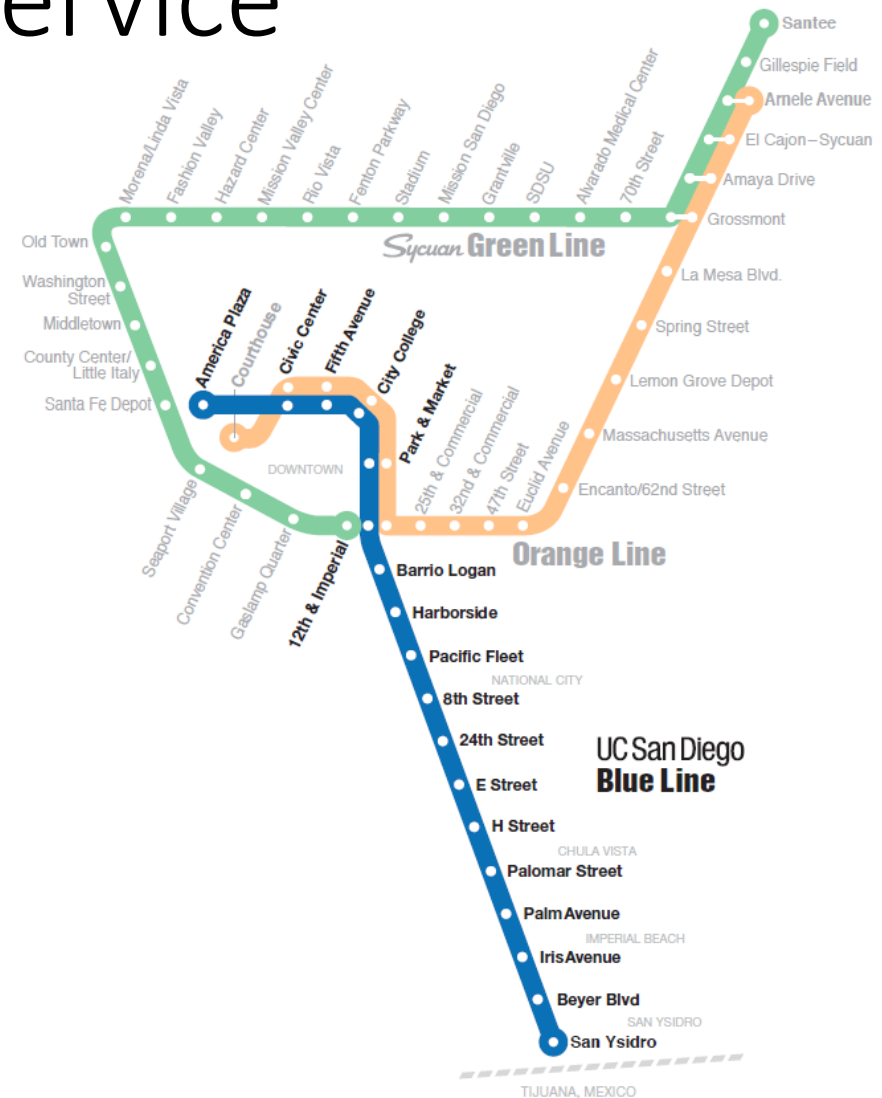 ervice
Santee
Gillespie Field
Arnele Avenue
El Cajon–Sycuan
Amaya Drive
Grossmont
Morena/Linda Vista
Fashion Valley
Hazard Center
Mission Valley Center
Rio Vista
Fenton Parkway
Stadium
Mission San Diego
Grantville
SDSU
Alvarado Medical Center
70th Street
Sycuan Green Line
Old Town
Washington
Street
Middletown
County Center/
Little Italy
Santa Fe Depot
Seaport Village
Convention Center
Gaslamp Quarter
12th & Imperial
America Plaza
Courthouse
Civic Center
Fifth Avenue
City College
Park & Market
DOWNTOWN
25th & Commercial
32nd & Commercial
47th Street
Euclid Avenue
La Mesa Blvd.
Spring Street
Lemon Grove Depot
Massachusetts Avenue
Encanto/62nd Street
Orange Line
Barrio Logan
Harborside
Pacific Fleet
NATIONAL CITY
8th Street
24th Street
UC San Diego
Blue Line
E Street
H Street
CHULA VISTA
Palomar Street
Palm Avenue
IMPERIAL BEACH
Iris Avenue
Beyer Blvd
SAN YSIDRO
San Ysidro
TIJUANA, MEXICO